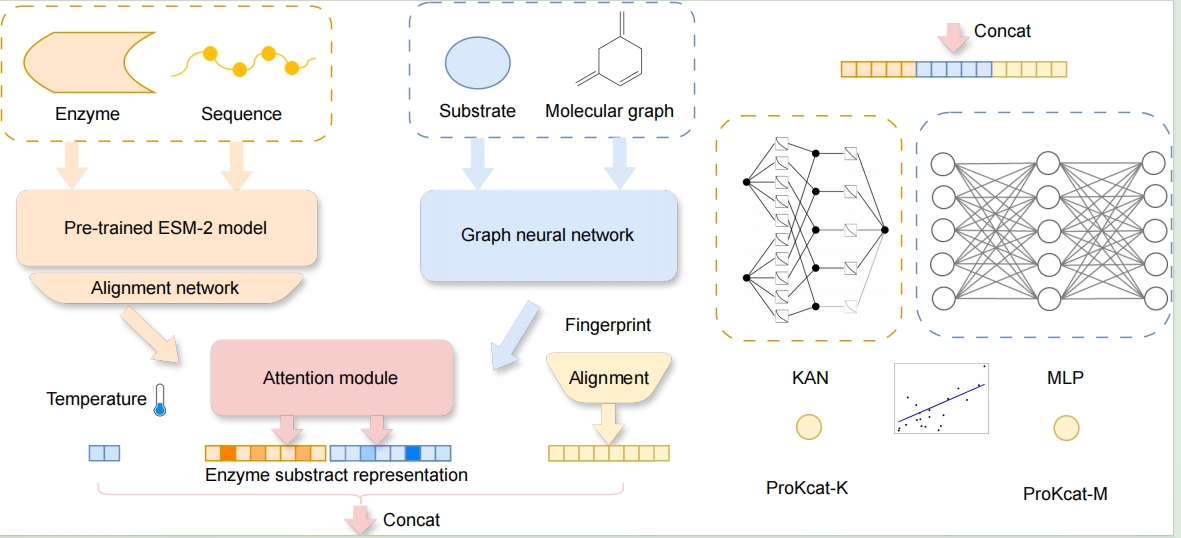 Enzyme
Sequence
Substrate
Molecular graph
Pre-trained ESM-2 model
Alignment network
Graph neural network
Fingerprint
Attention module
Alignment
Temperature
Enzyme substract representation
Concat
Concat
KAN
MLP
ProKcat-K
ProKcat-M